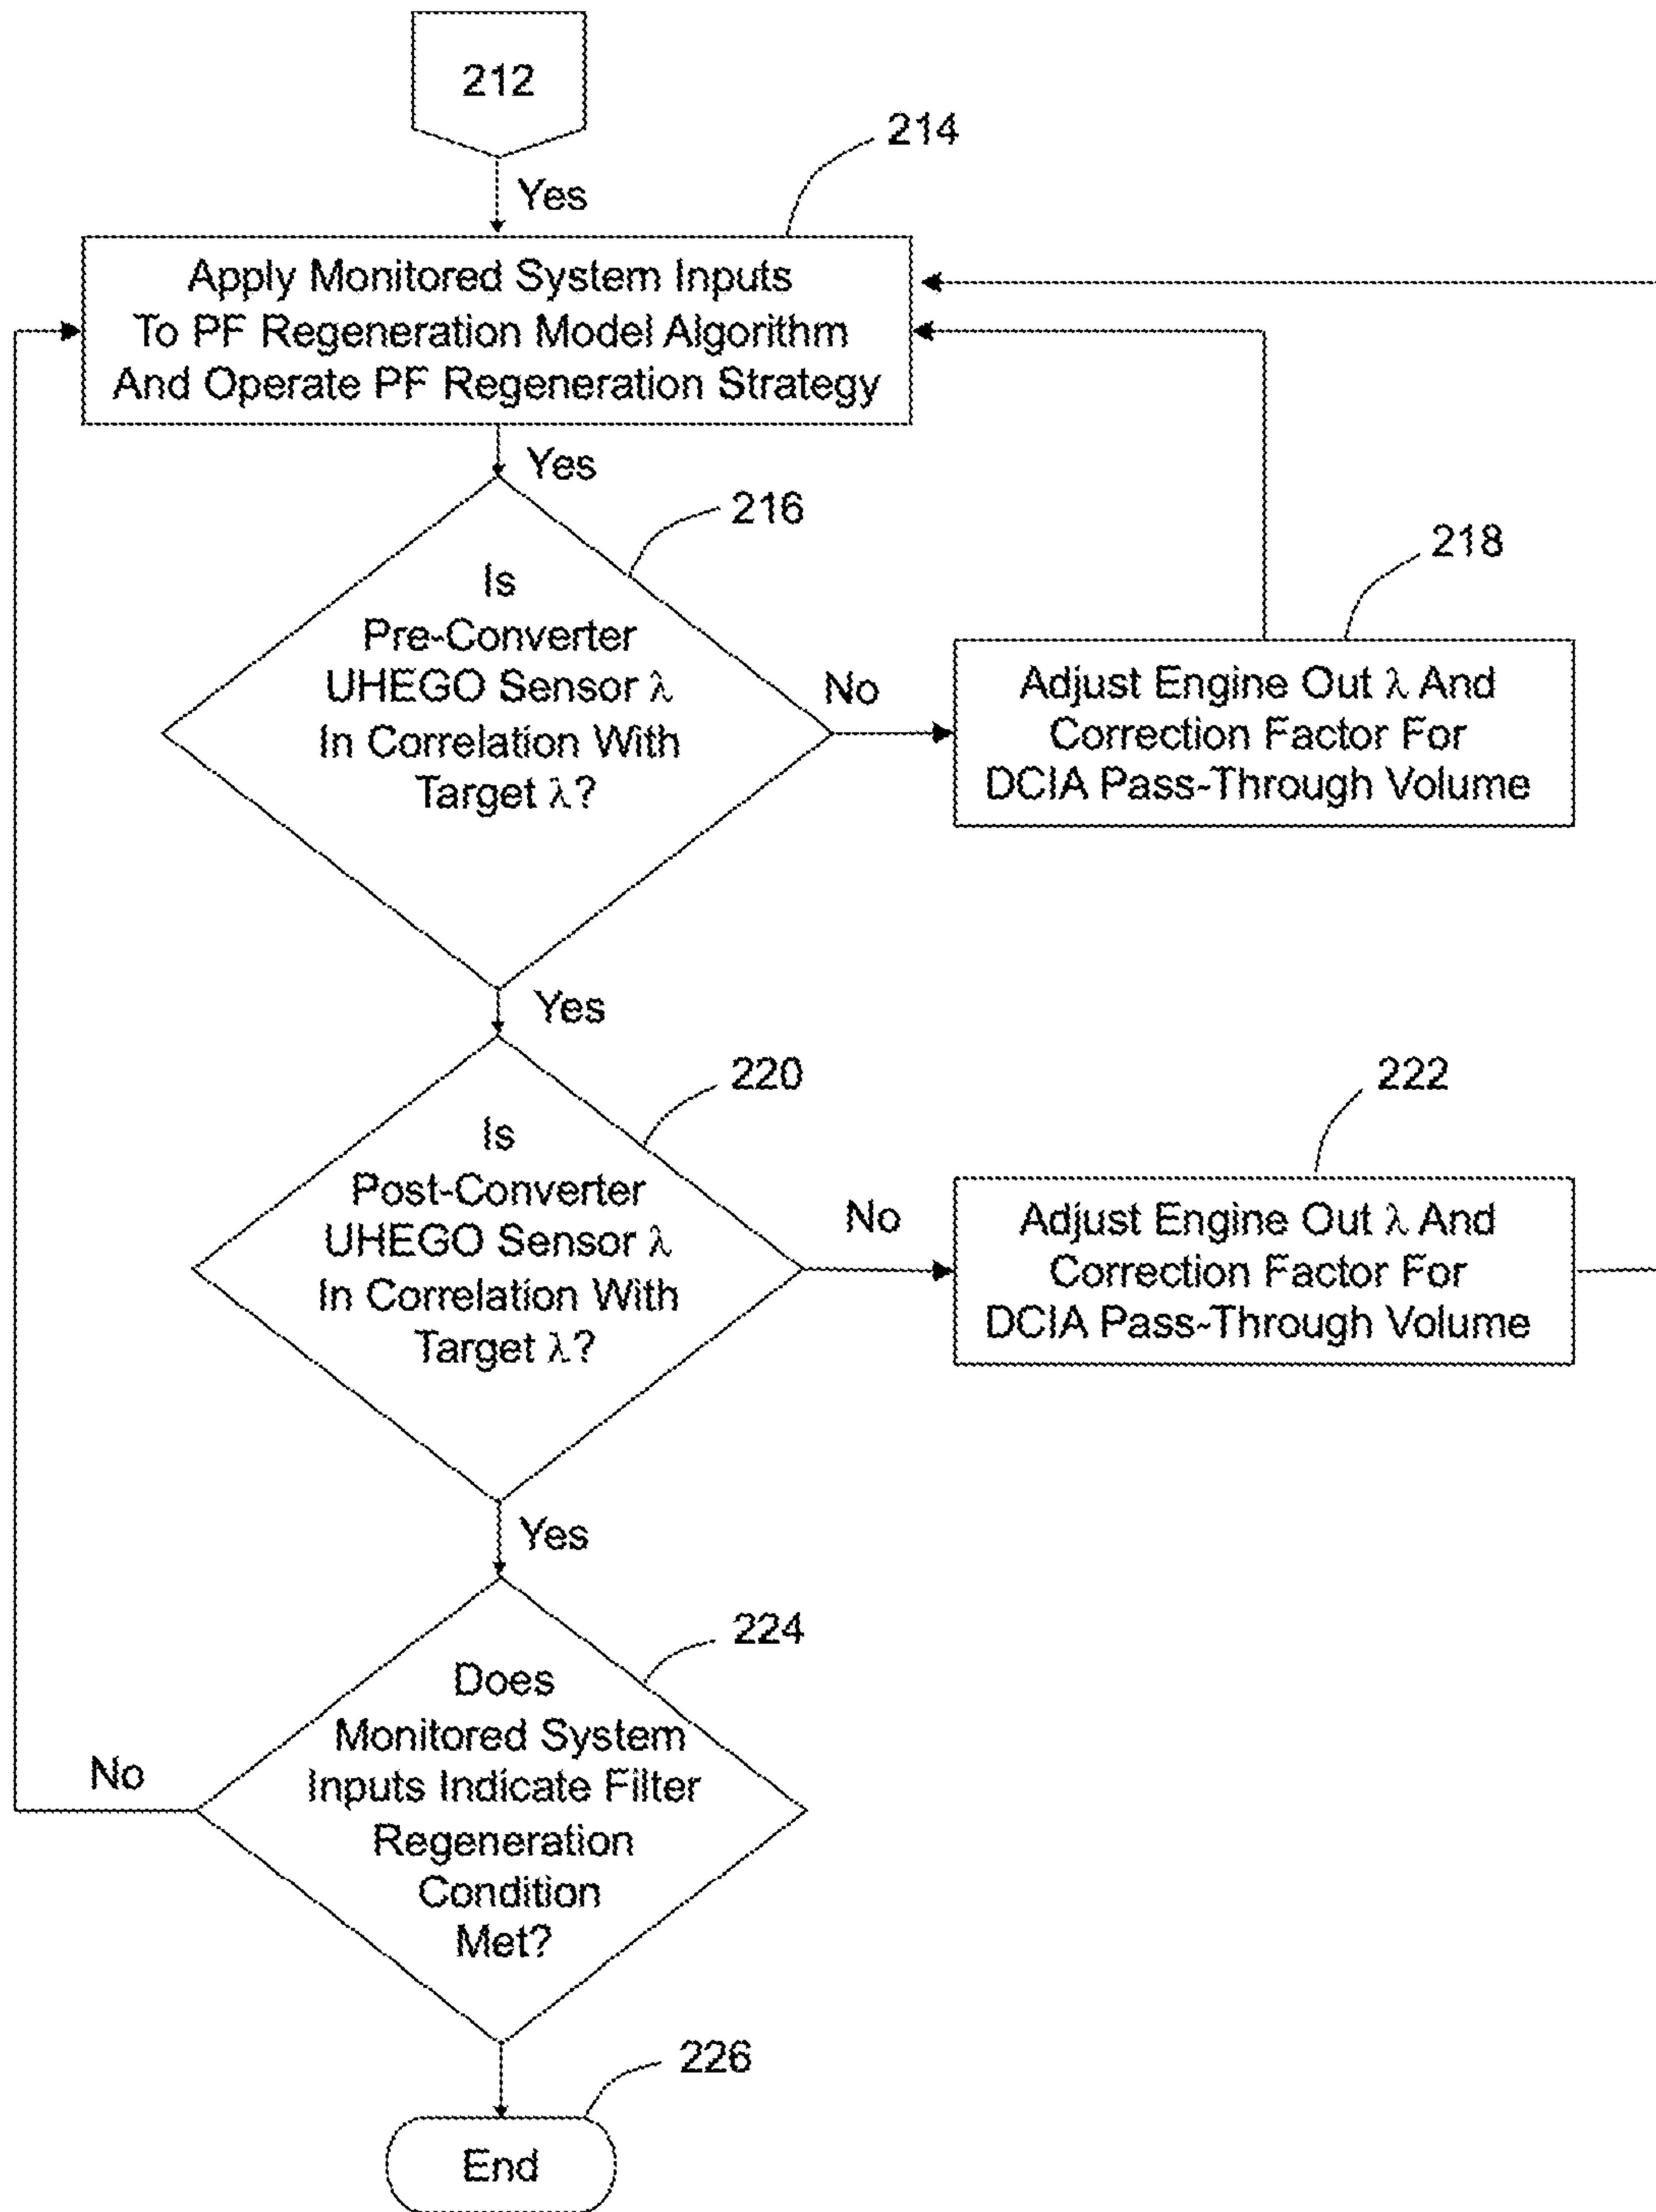 212
214
Yes
Apply Monitored System Inputs
To PF Regeneration Model Algorithm
And Operate PF Regeneration Strategy
Yes
216
Is
Pre-Converter
UHEGO Sensor λ
In Correlation With
Target λ?
No
218
Adjust Engine Out λ And
Correction Factor For
DCIA Pass-Through Volume
Yes
220
Is
Post-Converter
UHEGO Sensor λ
In Correlation With
Target λ?
No
222
Adjust Engine Out λ And
Correction Factor For
DCIA Pass-Through Volume
Yes
224
Does
Monitored System
Inputs Indicate Filter
Regeneration
Condition
Met?
No
226
End